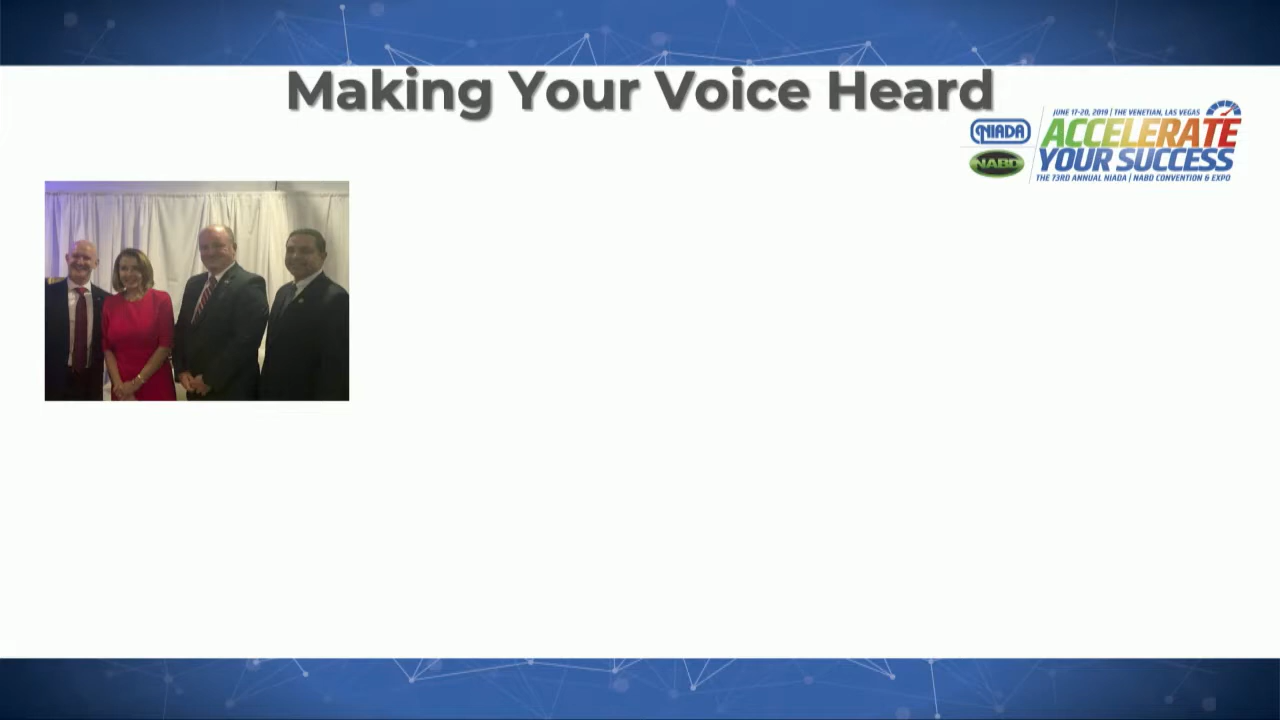 Making Your Voice Heard
JUNE 17-20, 2019 | THE VENETIAN, LAS VEGAS
NIADA
NABD
ACCELERATE
YOUR SUCCESS
THE 73RD ANNUAL NIADA | NABD CONVENTION & EXPO